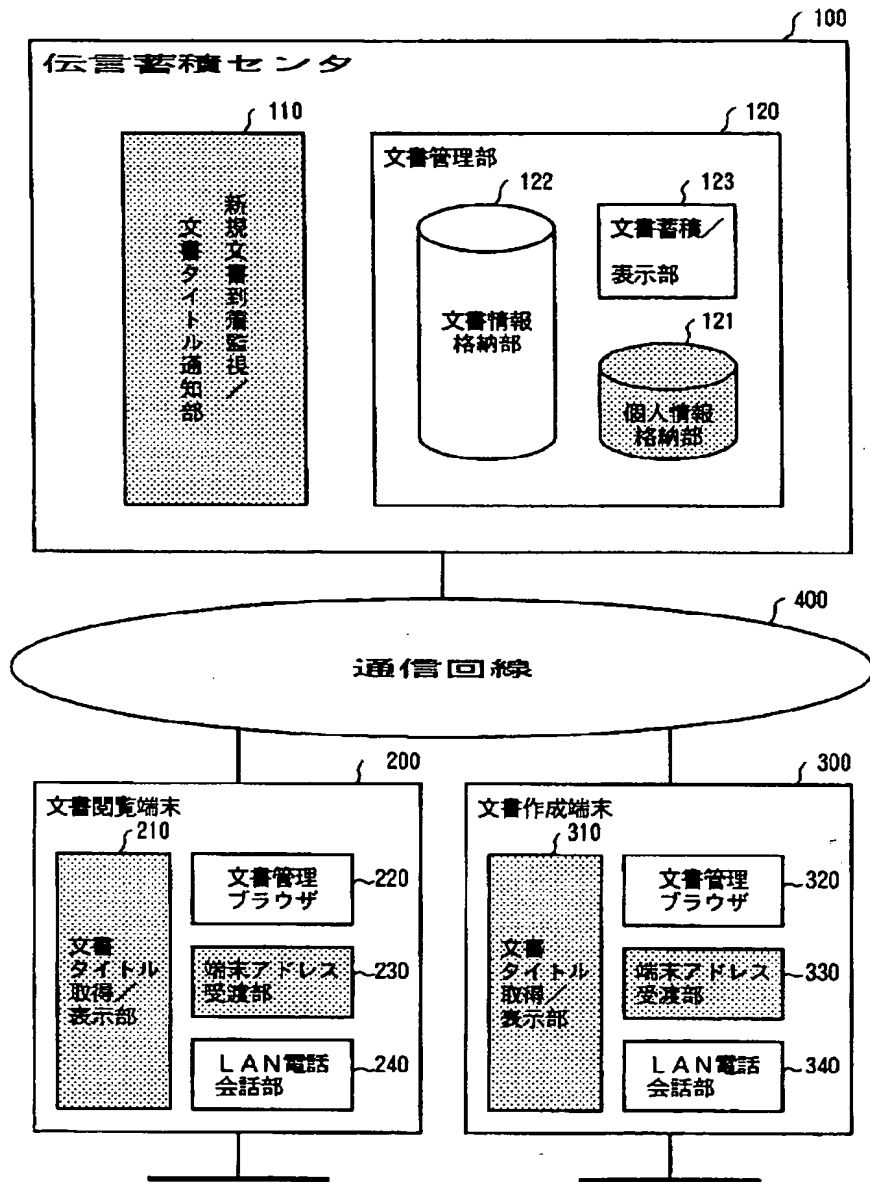 100
伝言蓄積センタ
110
新規文書到着監視／
文書タイトル通知部
120
文書管理部
122
文書情報
格納部
123
文書蓄積／
表示部
121
個人情報
格納部
400
通信回線
200
文書閲覧端末
210
文書
タイトル
取得／
表示部
文書管理
ブラウザ
220
端末アドレス
受渡部
230
ＬＡＮ電話
会話部
240
300
文書作成端末
310
文書
タイトル
取得／
表示部
文書管理
ブラウザ
320
端末アドレス
受渡部
330
ＬＡＮ電話
会話部
340